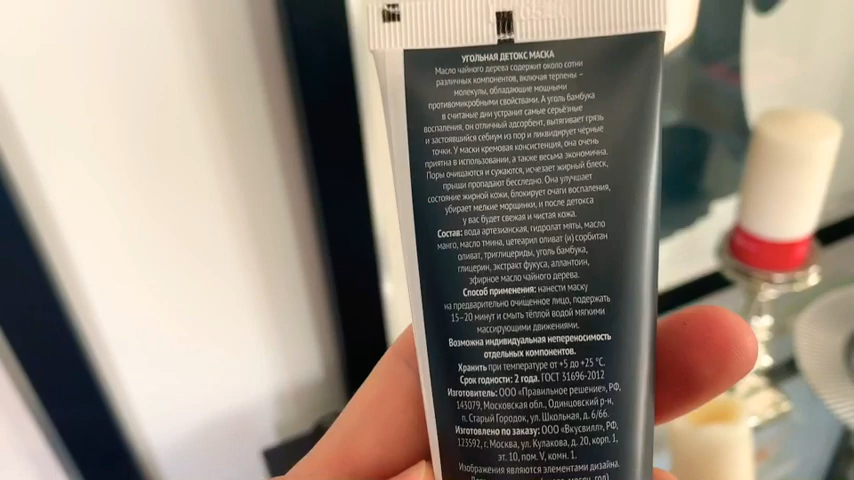 УГОЛЬНАЯ ДЕТОКС МАСКА
Масло чайного дерева содержит около сотни
различных компонентов, включая терпены –
молекулы, обладающие мощными
противомикробными свойствами. А уголь бамбука
в считаные дни устранит самые серьёзные
воспаления, он отличный адсорбент, вытягивает грязь
и застоявшийся себиум из пор и ликвидирует чёрные
точки. У маски кремовая консистенция, она очень
приятна в использовании, а также весьма экономична.
Поры очищаются и сужаются, исчезает жирный блеск,
прыщи пропадают бесследно. Она улучшает
состояние жирной кожи, блокирует очаги воспаления,
убирает мелкие морщинки, и после детокса
у вас будет свежая и чистая кожа.
Состав: вода артезианская, гидролат мяты, масло
манго, масло тмина, цетеарил оливат (и) сорбитан
оливат, триглицериды, уголь бамбука,
глицерин, экстракт фукуса, аллантоин,
эфирное масло чайного дерева.
Способ применения: нанести маску
на предварительно очищенное лицо, подержать
15–20 минут и смыть тёплой водой мягкими
массирующими движениями.
Возможна индивидуальная непереносимость
отдельных компонентов.
Хранить при температуре от +5 до +25 °С.
Срок годности: 2 года. ГОСТ 31696-2012
Изготовитель: ООО «Правильное решение», РФ,
143079, Московская обл., Одинцовский р-н,
п. Старый Городок, ул. Школьная, д. 6/66.
Изготовлено по заказу: ООО «Вкусвилл», РФ,
123592, г. Москва, ул. Кулакова, д. 20, корп. 1,
эт. 10, пом. V, комн. 1.
Изображения являются элементами дизайна.